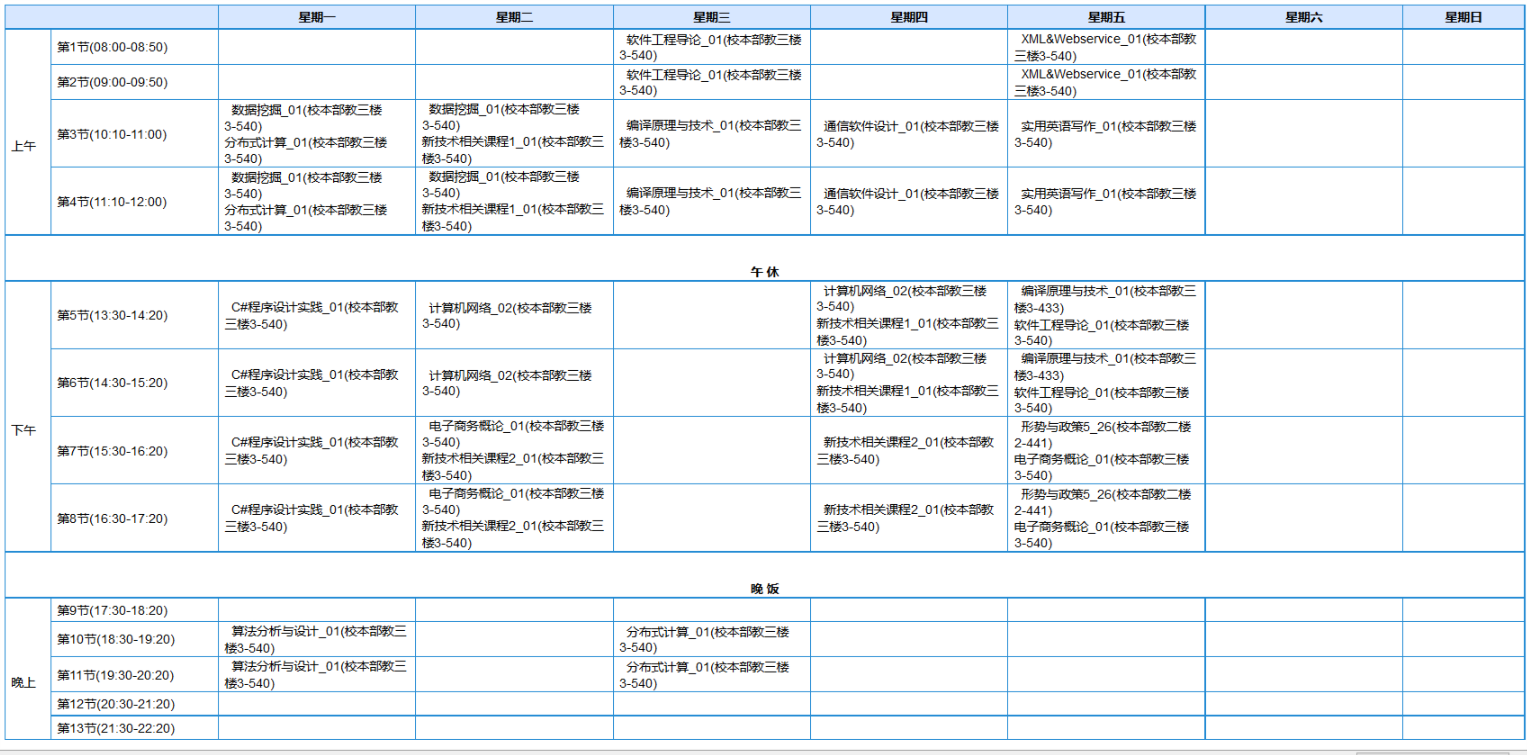 星期一 星期二 星期三 星期四 星期五 星期六 星期日
上午
第1节(08:00-08:50)
软件工程导论_01(校本部教三楼
3-540)
XML&Webservice_01(校本部教
三楼3-540)
第2节(09:00-09:50)
软件工程导论_01(校本部教三楼
3-540)
XML&Webservice_01(校本部教
三楼3-540)
第3节(10:10-11:00)
数据挖掘_01(校本部教三楼
3-540)
分布式计算_01(校本部教三楼
3-540)
数据挖掘_01(校本部教三楼
3-540)
新技术相关课程1_01(校本部教三
楼3-540)
编译原理与技术_01(校本部教三
楼3-540)
通信软件设计_01(校本部教三楼
3-540)
实用英语写作_01(校本部教三楼
3-540)
第4节(11:10-12:00)
数据挖掘_01(校本部教三楼
3-540)
分布式计算_01(校本部教三楼
3-540)
数据挖掘_01(校本部教三楼
3-540)
新技术相关课程1_01(校本部教三
楼3-540)
编译原理与技术_01(校本部教三
楼3-540)
通信软件设计_01(校本部教三楼
3-540)
实用英语写作_01(校本部教三楼
3-540)
午 休
下午
第5节(13:30-14:20)
C#程序设计实践_01(校本部教
三楼3-540)
计算机网络_02(校本部教三楼
3-540)
计算机网络_02(校本部教三楼
3-540)
新技术相关课程1_01(校本部教三
楼3-540)
编译原理与技术_01(校本部教三
楼3-433)
软件工程导论_01(校本部教三楼
3-540)
第6节(14:30-15:20)
C#程序设计实践_01(校本部教
三楼3-540)
计算机网络_02(校本部教三楼
3-540)
计算机网络_02(校本部教三楼
3-540)
新技术相关课程1_01(校本部教三
楼3-540)
编译原理与技术_01(校本部教三
楼3-433)
软件工程导论_01(校本部教三楼
3-540)
第7节(15:30-16:20)
C#程序设计实践_01(校本部教
三楼3-540)
电子商务概论_01(校本部教三楼
3-540)
新技术相关课程2_01(校本部教三
楼3-540)
新技术相关课程2_01(校本部教
三楼3-540)
形势与政策5_26(校本部教二楼
2-441)
电子商务概论_01(校本部教三楼
3-540)
第8节(16:30-17:20)
C#程序设计实践_01(校本部教
三楼3-540)
电子商务概论_01(校本部教三楼
3-540)
新技术相关课程2_01(校本部教三
楼3-540)
新技术相关课程2_01(校本部教
三楼3-540)
形势与政策5_26(校本部教二楼
2-441)
电子商务概论_01(校本部教三楼
3-540)
晚 饭
晚上
第9节(17:30-18:20)
第10节(18:30-19:20)
算法分析与设计_01(校本部教三
楼3-540)
分布式计算_01(校本部教三楼
3-540)
第11节(19:30-20:20)
算法分析与设计_01(校本部教三
楼3-540)
分布式计算_01(校本部教三楼
3-540)
第12节(20:30-21:20)
第13节(21:30-22:20)